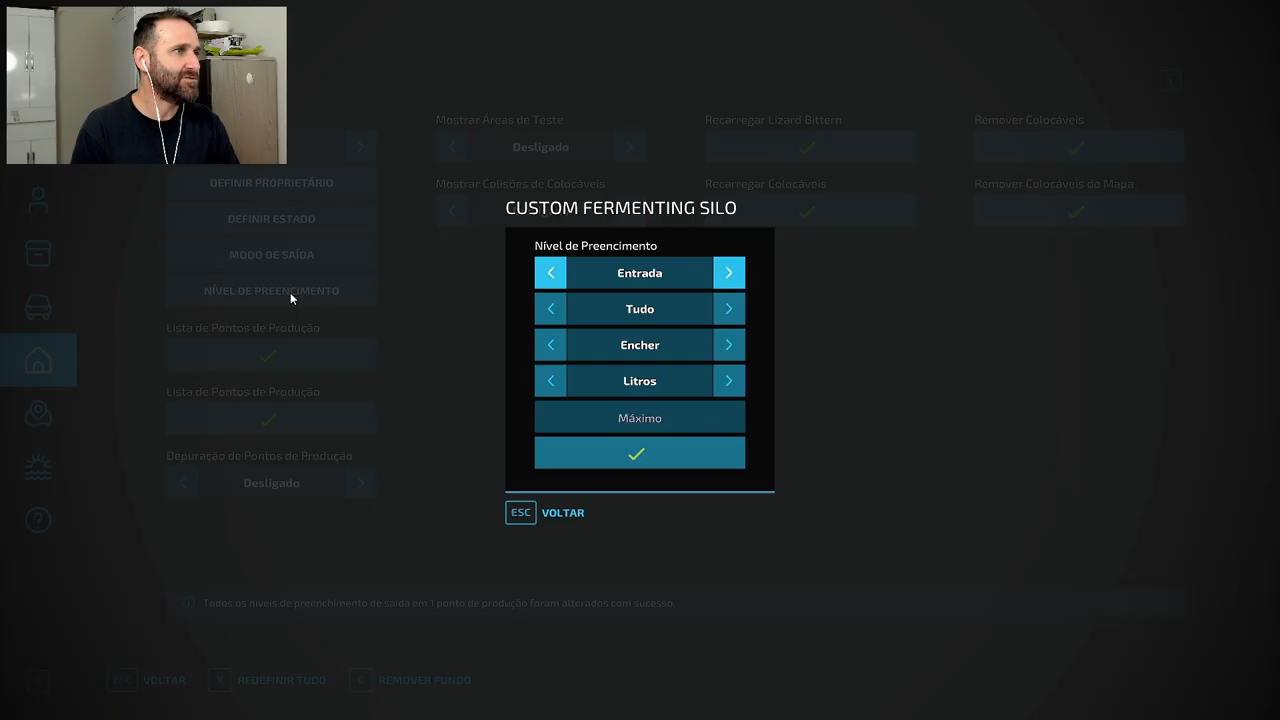 Mostrar Áreas de Teste
Desligado
Recarregar Lizard Bittern
Remover Colocáveis
DEFINIR PROPRIETÁRIO
Mostrar Colisões de Colocáveis
Recarregar Colocáveis
Remover Colocáveis do Mapa
DEFINIR ESTADO
MODO DE SAÍDA
NÍVEL DE PREENCIMENTO
Lista de Pontos de Produção
Lista de Pontos de Produção
Depuração de Pontos de Produção
Desligado
CUSTOM FERMENTING SILO
Nível de Preencimento
Entrada
Tudo
Encher
Litros
Máximo
ESC VOLTAR
Todos os níveis de preenchimento de saída em 1 ponto de produção foram alterados com sucesso.
ESC VOLTAR X REDEFINIR TUDO REMOVER FUNDO